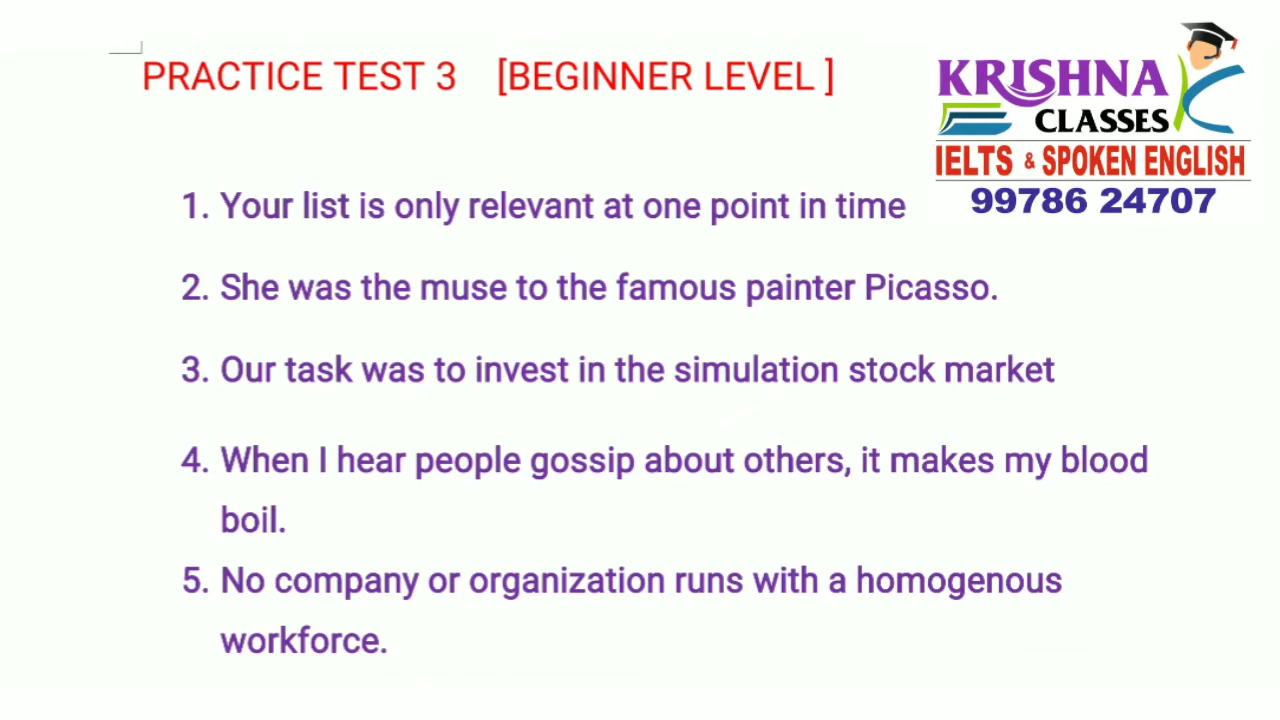 PRACTICE TEST 3 [BEGINNER LEVEL ]
KRISHNA
CLASSES
IELTS & SPOKEN ENGLISH
99786 24707
1. Your list is only relevant at one point in time
2. She was the muse to the famous painter Picasso.
3. Our task was to invest in the simulation stock market
4. When I hear people gossip about others, it makes my blood
boil.
5. No company or organization runs with a homogenous
workforce.